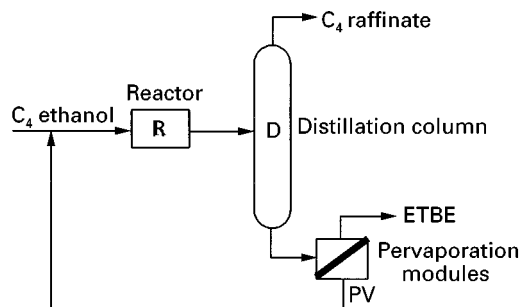 C₄ raffinate
Reactor
C₄ ethanol
R
D
Distillation column
ETBE
Pervaporation
modules
PV